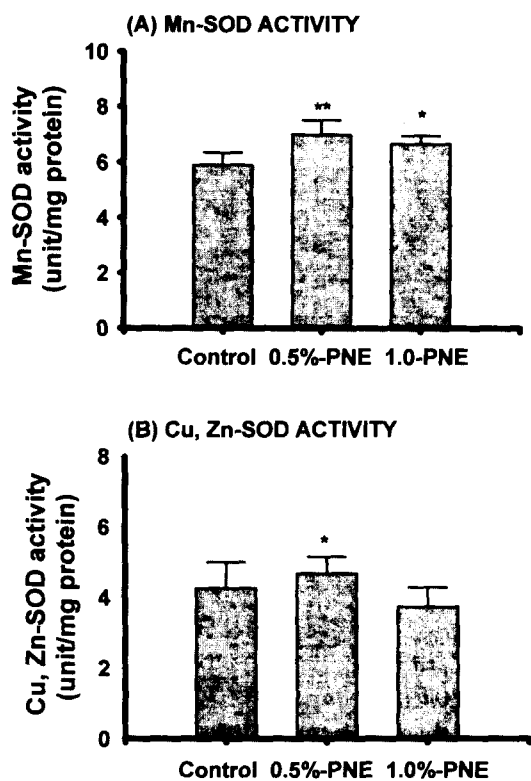 (A) Mn-SOD ACTIVITY
Mn-SOD activity
(unit/mg protein)
10
8
6
4
2
0
**
*
Control 0.5%-PNE 1.0-PNE
(B) Cu, Zn-SOD ACTIVITY
Cu, Zn-SOD activity
(unit/mg protein)
8
6
4
2
0
*
Control 0.5%-PNE 1.0%-PNE